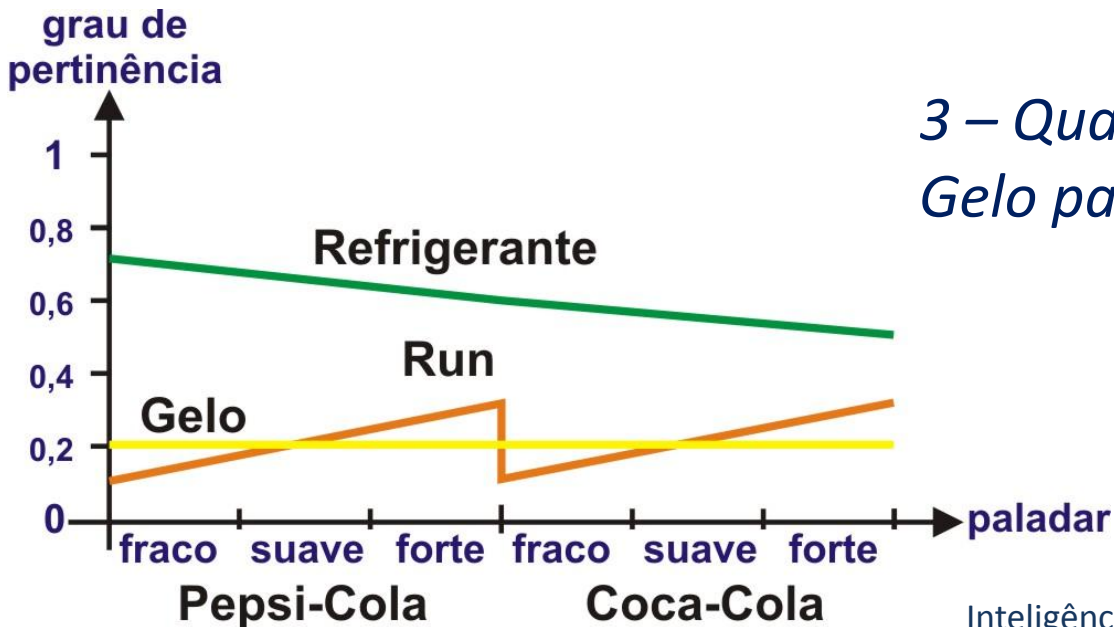 grau de
pertinência
3 – Qua
Gelo pa
1
0,8
Refrigerante
0,6
Run
0,4
Gelo
0,2
0
paladar
fraco suave forte fraco suave forte
Pepsi-Cola Coca-Cola
Inteligênc